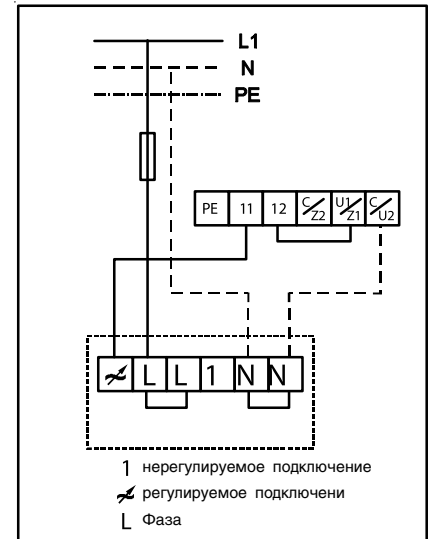 L1
N
PE
PE 11 12 C/Z2 U1/Z1 C/U2
L L 1 N N
1 нерегулируемое подключение
регулируемое подключени
L Фаза